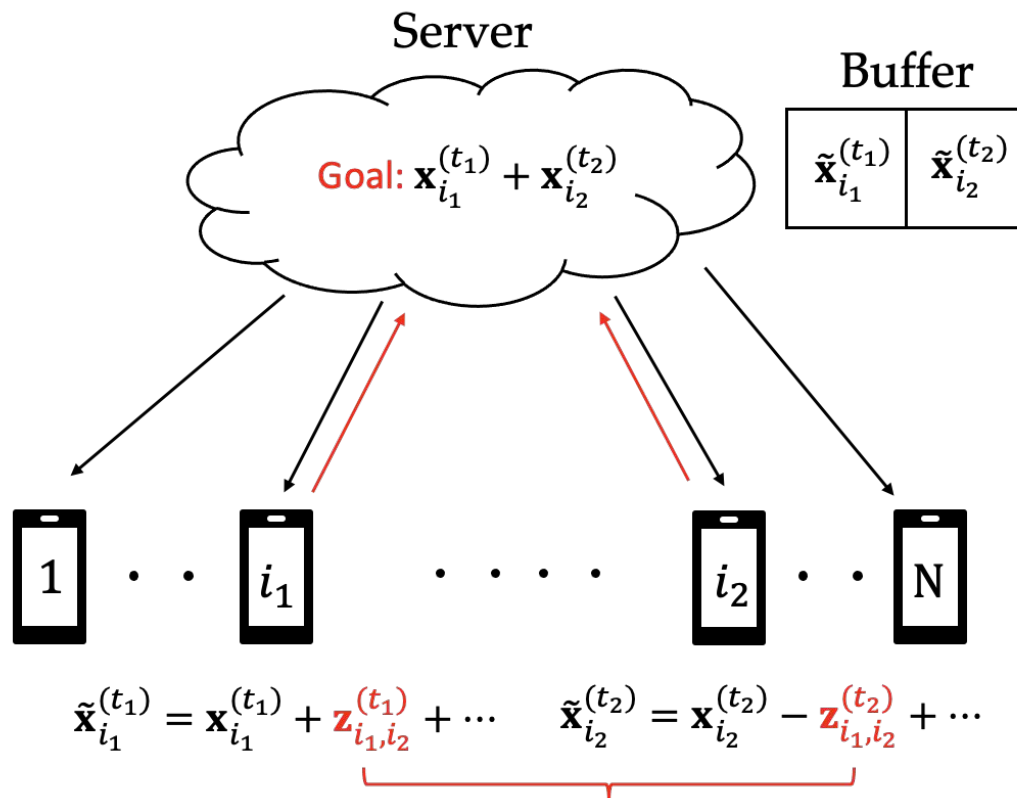 Server
Buffer
Goal: 𝐱_{i_1}^{(t_1)} + 𝐱_{i_2}^{(t_2)}
𝐱̃_{i_1}^{(t_1)} 𝐱̃_{i_2}^{(t_2)}
1 · · i_1 · · · · i_2 · · N
𝐱̃_{i_1}^{(t_1)} = 𝐱_{i_1}^{(t_1)} + 𝐳_{i_1,i_2}^{(t_1)} + ⋯ 𝐱̃_{i_2}^{(t_2)} = 𝐱_{i_2}^{(t_2)} − 𝐳_{i_1,i_2}^{(t_2)} + ⋯